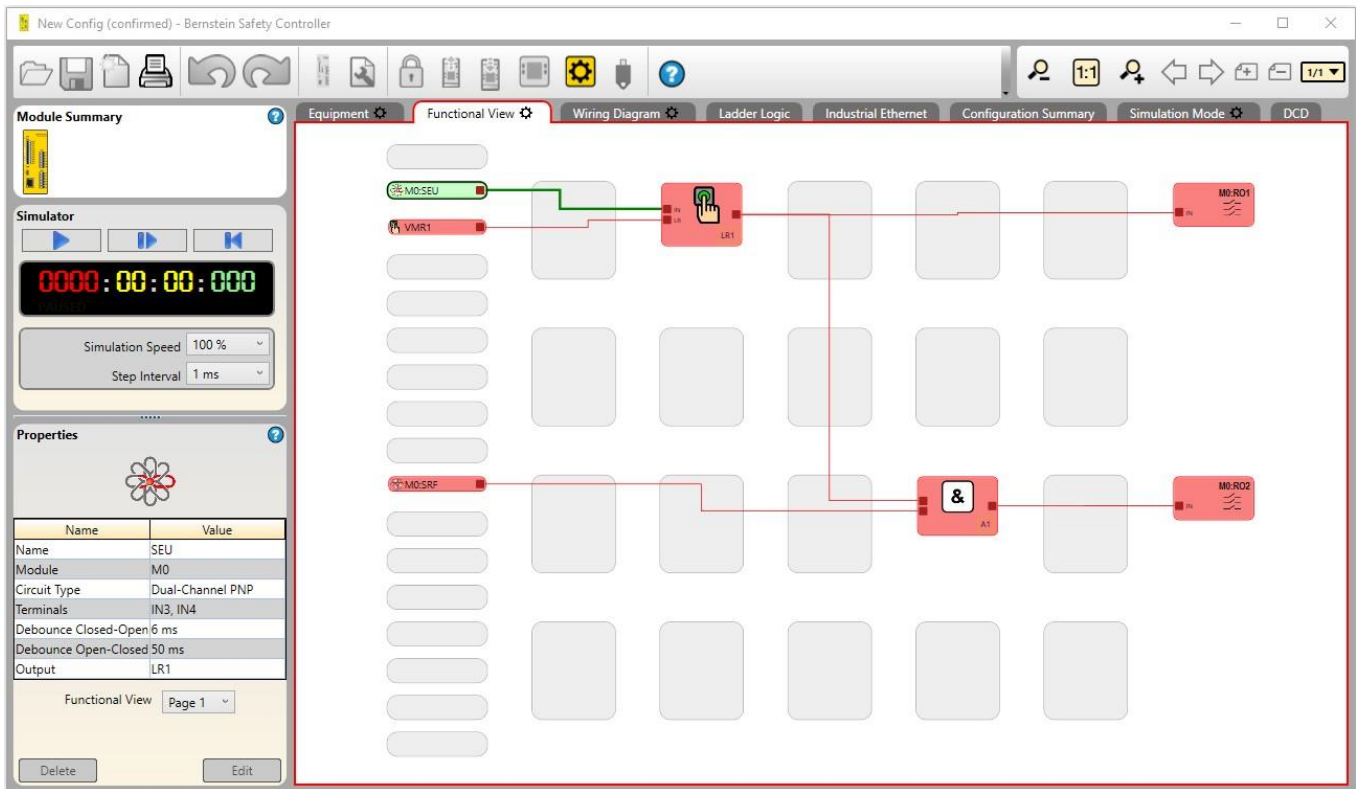 New Config (confirmed) - Bernstein Safety Controller
1:1
1/1
Module Summary
Equipment Functional View Wiring Diagram Ladder Logic Industrial Ethernet Configuration Summary Simulation Mode DCD
M0:SEU
IN
LR1
M0:RO1
IN
VMR1
Simulator
0000:00:00:000
PAUSED
Simulation Speed 100 %
Step Interval 1 ms
Properties
M0:SRF
&
A1
M0:RO2
IN
Name Value
Name SEU
Module M0
Circuit Type Dual-Channel PNP
Terminals IN3, IN4
Debounce Closed-Open 6 ms
Debounce Open-Closed 50 ms
Output LR1
Functional View Page 1
Delete Edit